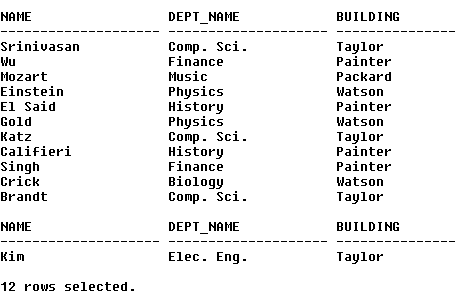 NAME DEPT_NAME BUILDING
-------------------- -------------------- ---------------
Srinivasan Comp. Sci. Taylor
Wu Finance Painter
Mozart Music Packard
Einstein Physics Watson
El Said History Painter
Gold Physics Watson
Katz Comp. Sci. Taylor
Califieri History Painter
Singh Finance Painter
Crick Biology Watson
Brandt Comp. Sci. Taylor
NAME DEPT_NAME BUILDING
-------------------- -------------------- ---------------
Kim Elec. Eng. Taylor
12 rows selected.